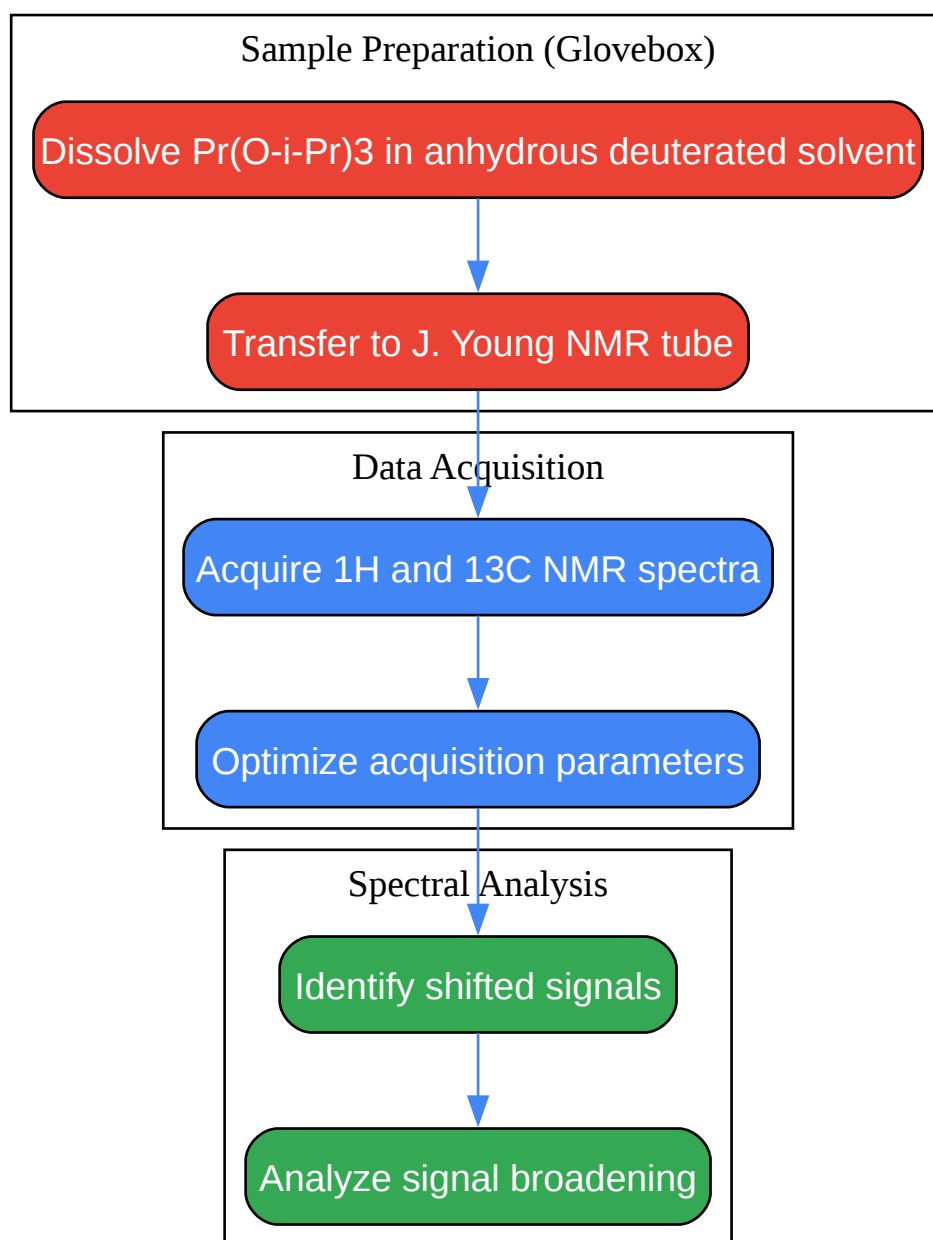 Sample Preparation (Glovebox)
Dissolve Pr(O-i-Pr)3 in anhydrous deuterated solvent
Transfer to J. Young NMR tube
Data Acquisition
Acquire 1H and 13C NMR spectra
Optimize acquisition parameters
Spectral Analysis
Identify shifted signals
Analyze signal broadening